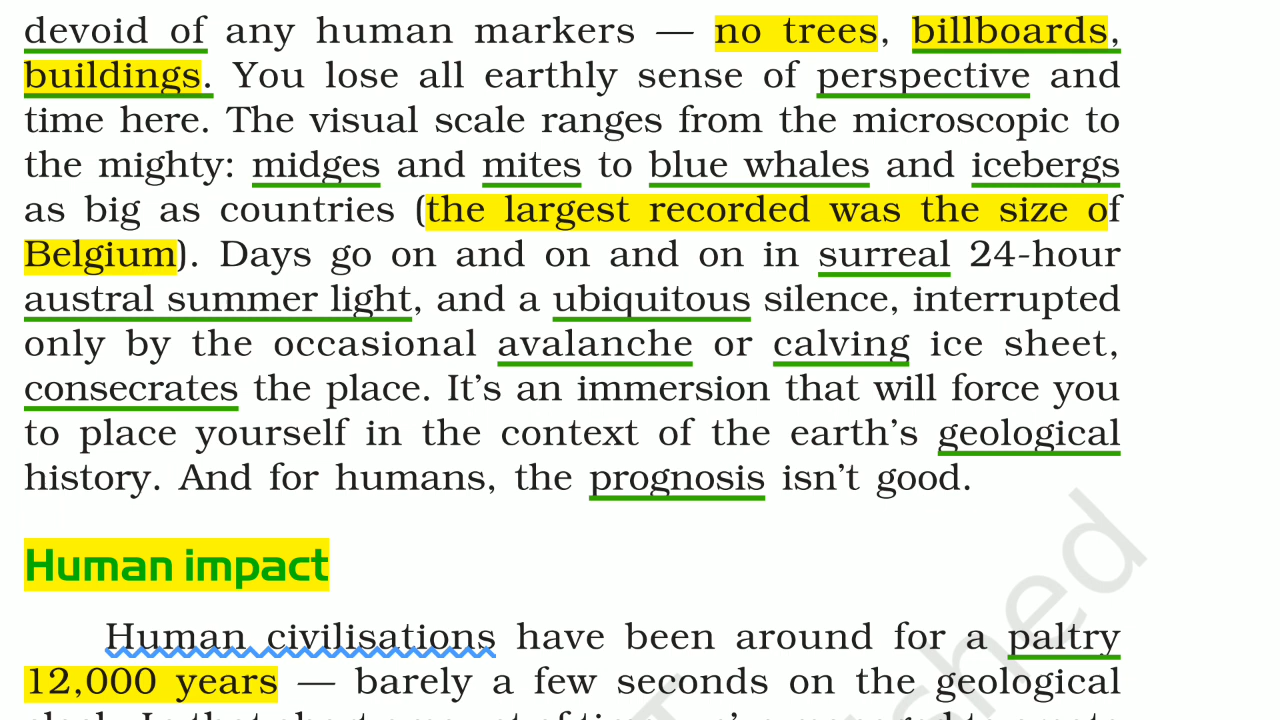 devoid of any human markers — no trees, billboards,
buildings. You lose all earthly sense of perspective and
time here. The visual scale ranges from the microscopic to
the mighty: midges and mites to blue whales and icebergs
as big as countries (the largest recorded was the size of
Belgium). Days go on and on and on in surreal 24-hour
austral summer light, and a ubiquitous silence, interrupted
only by the occasional avalanche or calving ice sheet,
consecrates the place. It’s an immersion that will force you
to place yourself in the context of the earth’s geological
history. And for humans, the prognosis isn’t good.
Human impact
Human civilisations have been around for a paltry
12,000 years — barely a few seconds on the geological